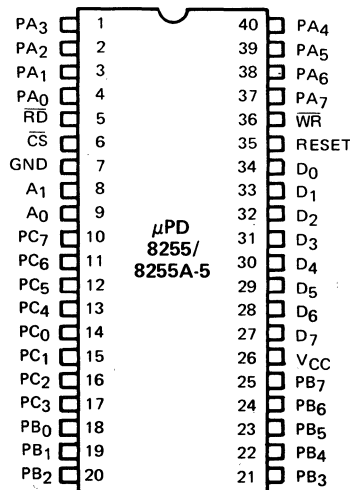 PA3 1 40 PA4
PA2 2 39 PA5
PA1 3 38 PA6
PA0 4 37 PA7
R̅D̅ 5 36 W̅R̅
C̅S̅ 6 35 RESET
GND 7 34 D0
A1 8 33 D1
A0 9 32 D2
PC7 10 31 D3
PC6 11 30 D4
PC5 12 29 D5
PC4 13 28 D6
PC0 14 27 D7
PC1 15 26 VCC
PC2 16 25 PB7
PC3 17 24 PB6
PB0 18 23 PB5
PB1 19 22 PB4
PB2 20 21 PB3
μPD
8255/
8255A-5